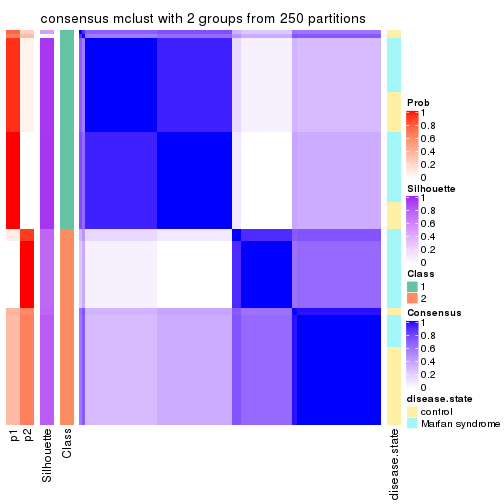 consensus mclust with 2 groups from 250 partitions
Prob
1
0.8
0.6
0.4
0.2
0
Silhouette
1
0.8
0.6
0.4
0.2
0
Class
1
2
Consensus
1
0.8
0.6
0.4
0.2
0
disease.state
control
Marfan syndrome
p1
p2
Silhouette
Class
disease.state